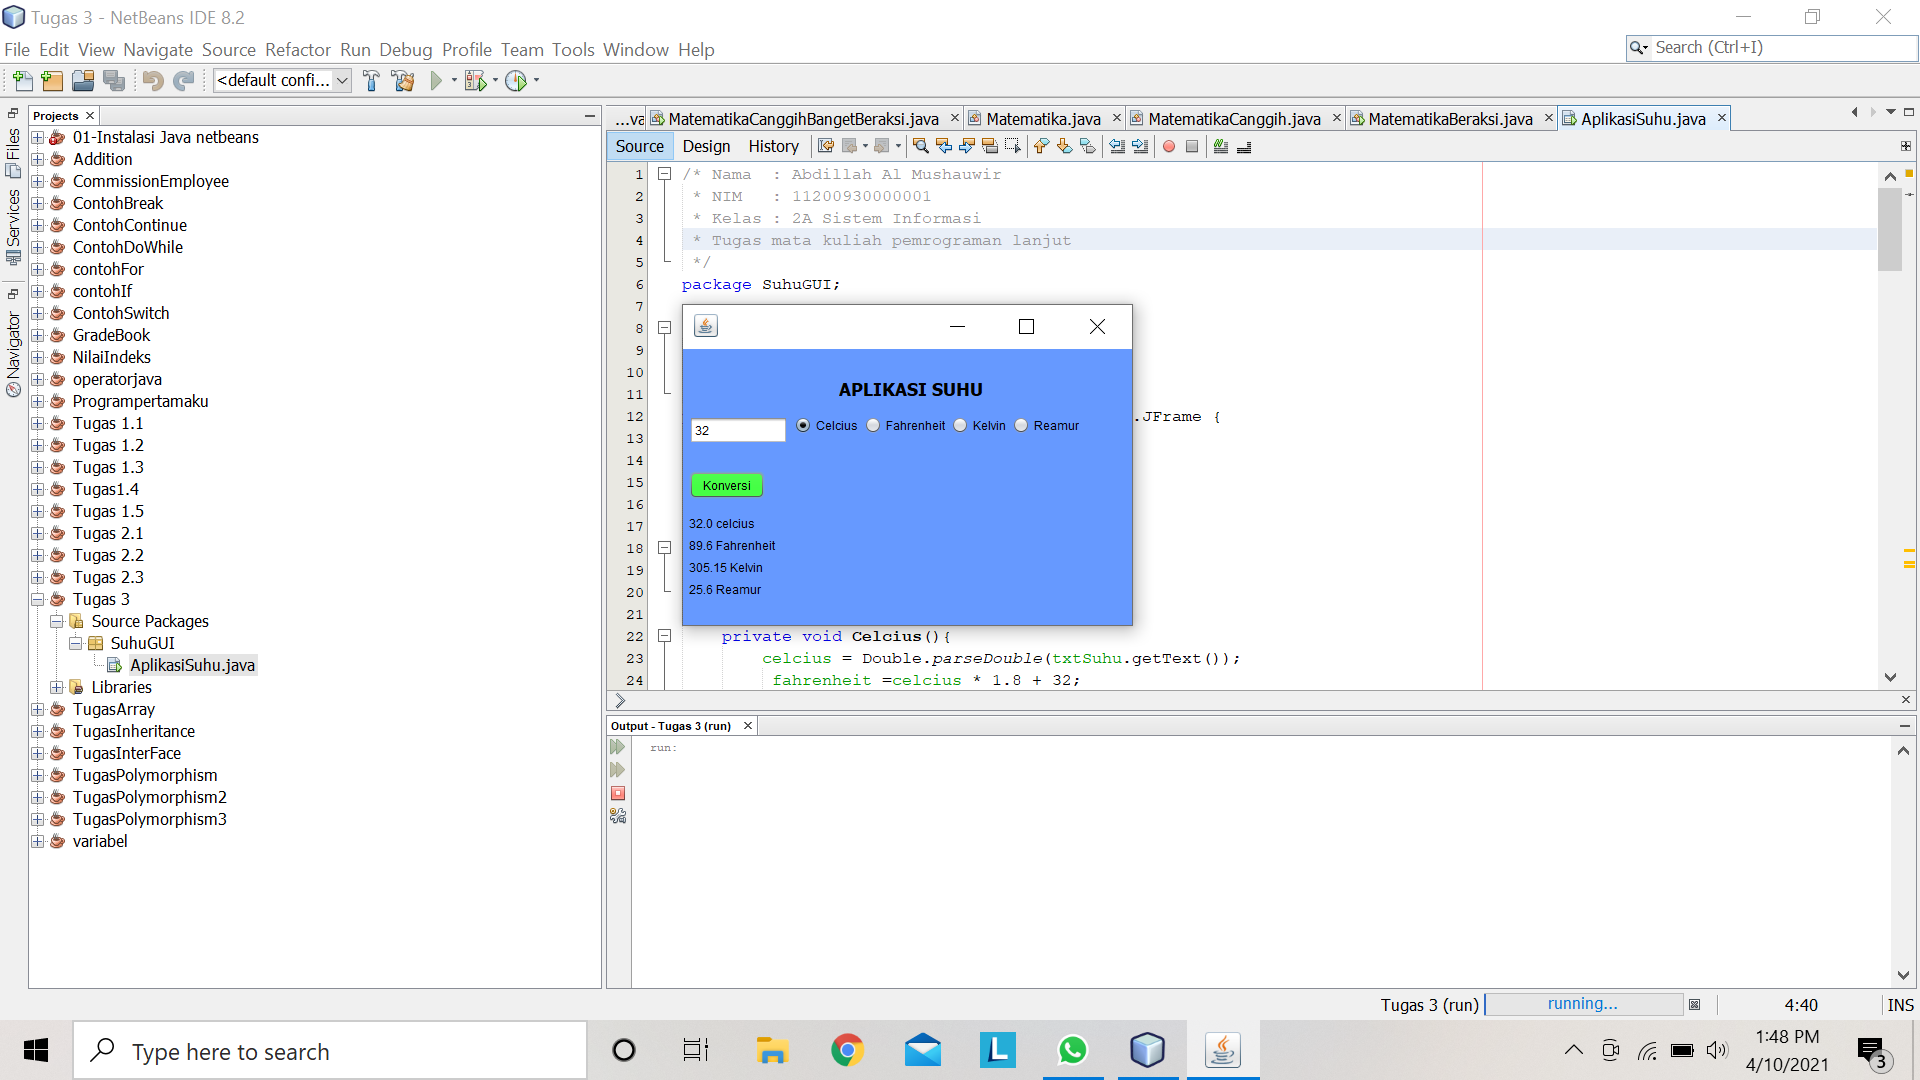 Tugas 3 - NetBeans IDE 8.2
File Edit View Navigate Source Refactor Run Debug Profile Team Tools Window Help
Search (Ctrl+I)
<default confi...
Files
Services
Navigator
Projects
01-Instalasi Java netbeans
Addition
CommissionEmployee
ContohBreak
ContohContinue
ContohDoWhile
contohFor
contohIf
ContohSwitch
GradeBook
NilaiIndeks
operatorjava
Programpertamaku
Tugas 1.1
Tugas 1.2
Tugas 1.3
Tugas1.4
Tugas 1.5
Tugas 2.1
Tugas 2.2
Tugas 2.3
Tugas 3
Source Packages
SuhuGUI
AplikasiSuhu.java
Libraries
TugasArray
TugasInheritance
TugasInterFace
TugasPolymorphism
TugasPolymorphism2
TugasPolymorphism3
variabel
...va MatematikaCanggihBangetBeraksi.java Matematika.java MatematikaCanggih.java MatematikaBeraksi.java AplikasiSuhu.java
Source Design History
1 /* Nama : Abdillah Al Mushauwir
2 * NIM : 11200930000001
3 * Kelas : 2A Sistem Informasi
4 * Tugas mata kuliah pemrograman lanjut
5 */
6 package SuhuGUI;
7
8
9
10
11
12 .JFrame {
13
14
15
16
17
18
19
20
21
22 private void Celcius(){
23 celcius = Double.parseDouble(txtSuhu.getText());
24 fahrenheit =celcius * 1.8 + 32;
APLIKASI SUHU
32 Celcius Fahrenheit Kelvin Reamur
Konversi
32.0 celcius
89.6 Fahrenheit
305.15 Kelvin
25.6 Reamur
Output - Tugas 3 (run)
run:
Tugas 3 (run) running... 4:40 INS
Type here to search
L
1:48 PM
4/10/2021
3